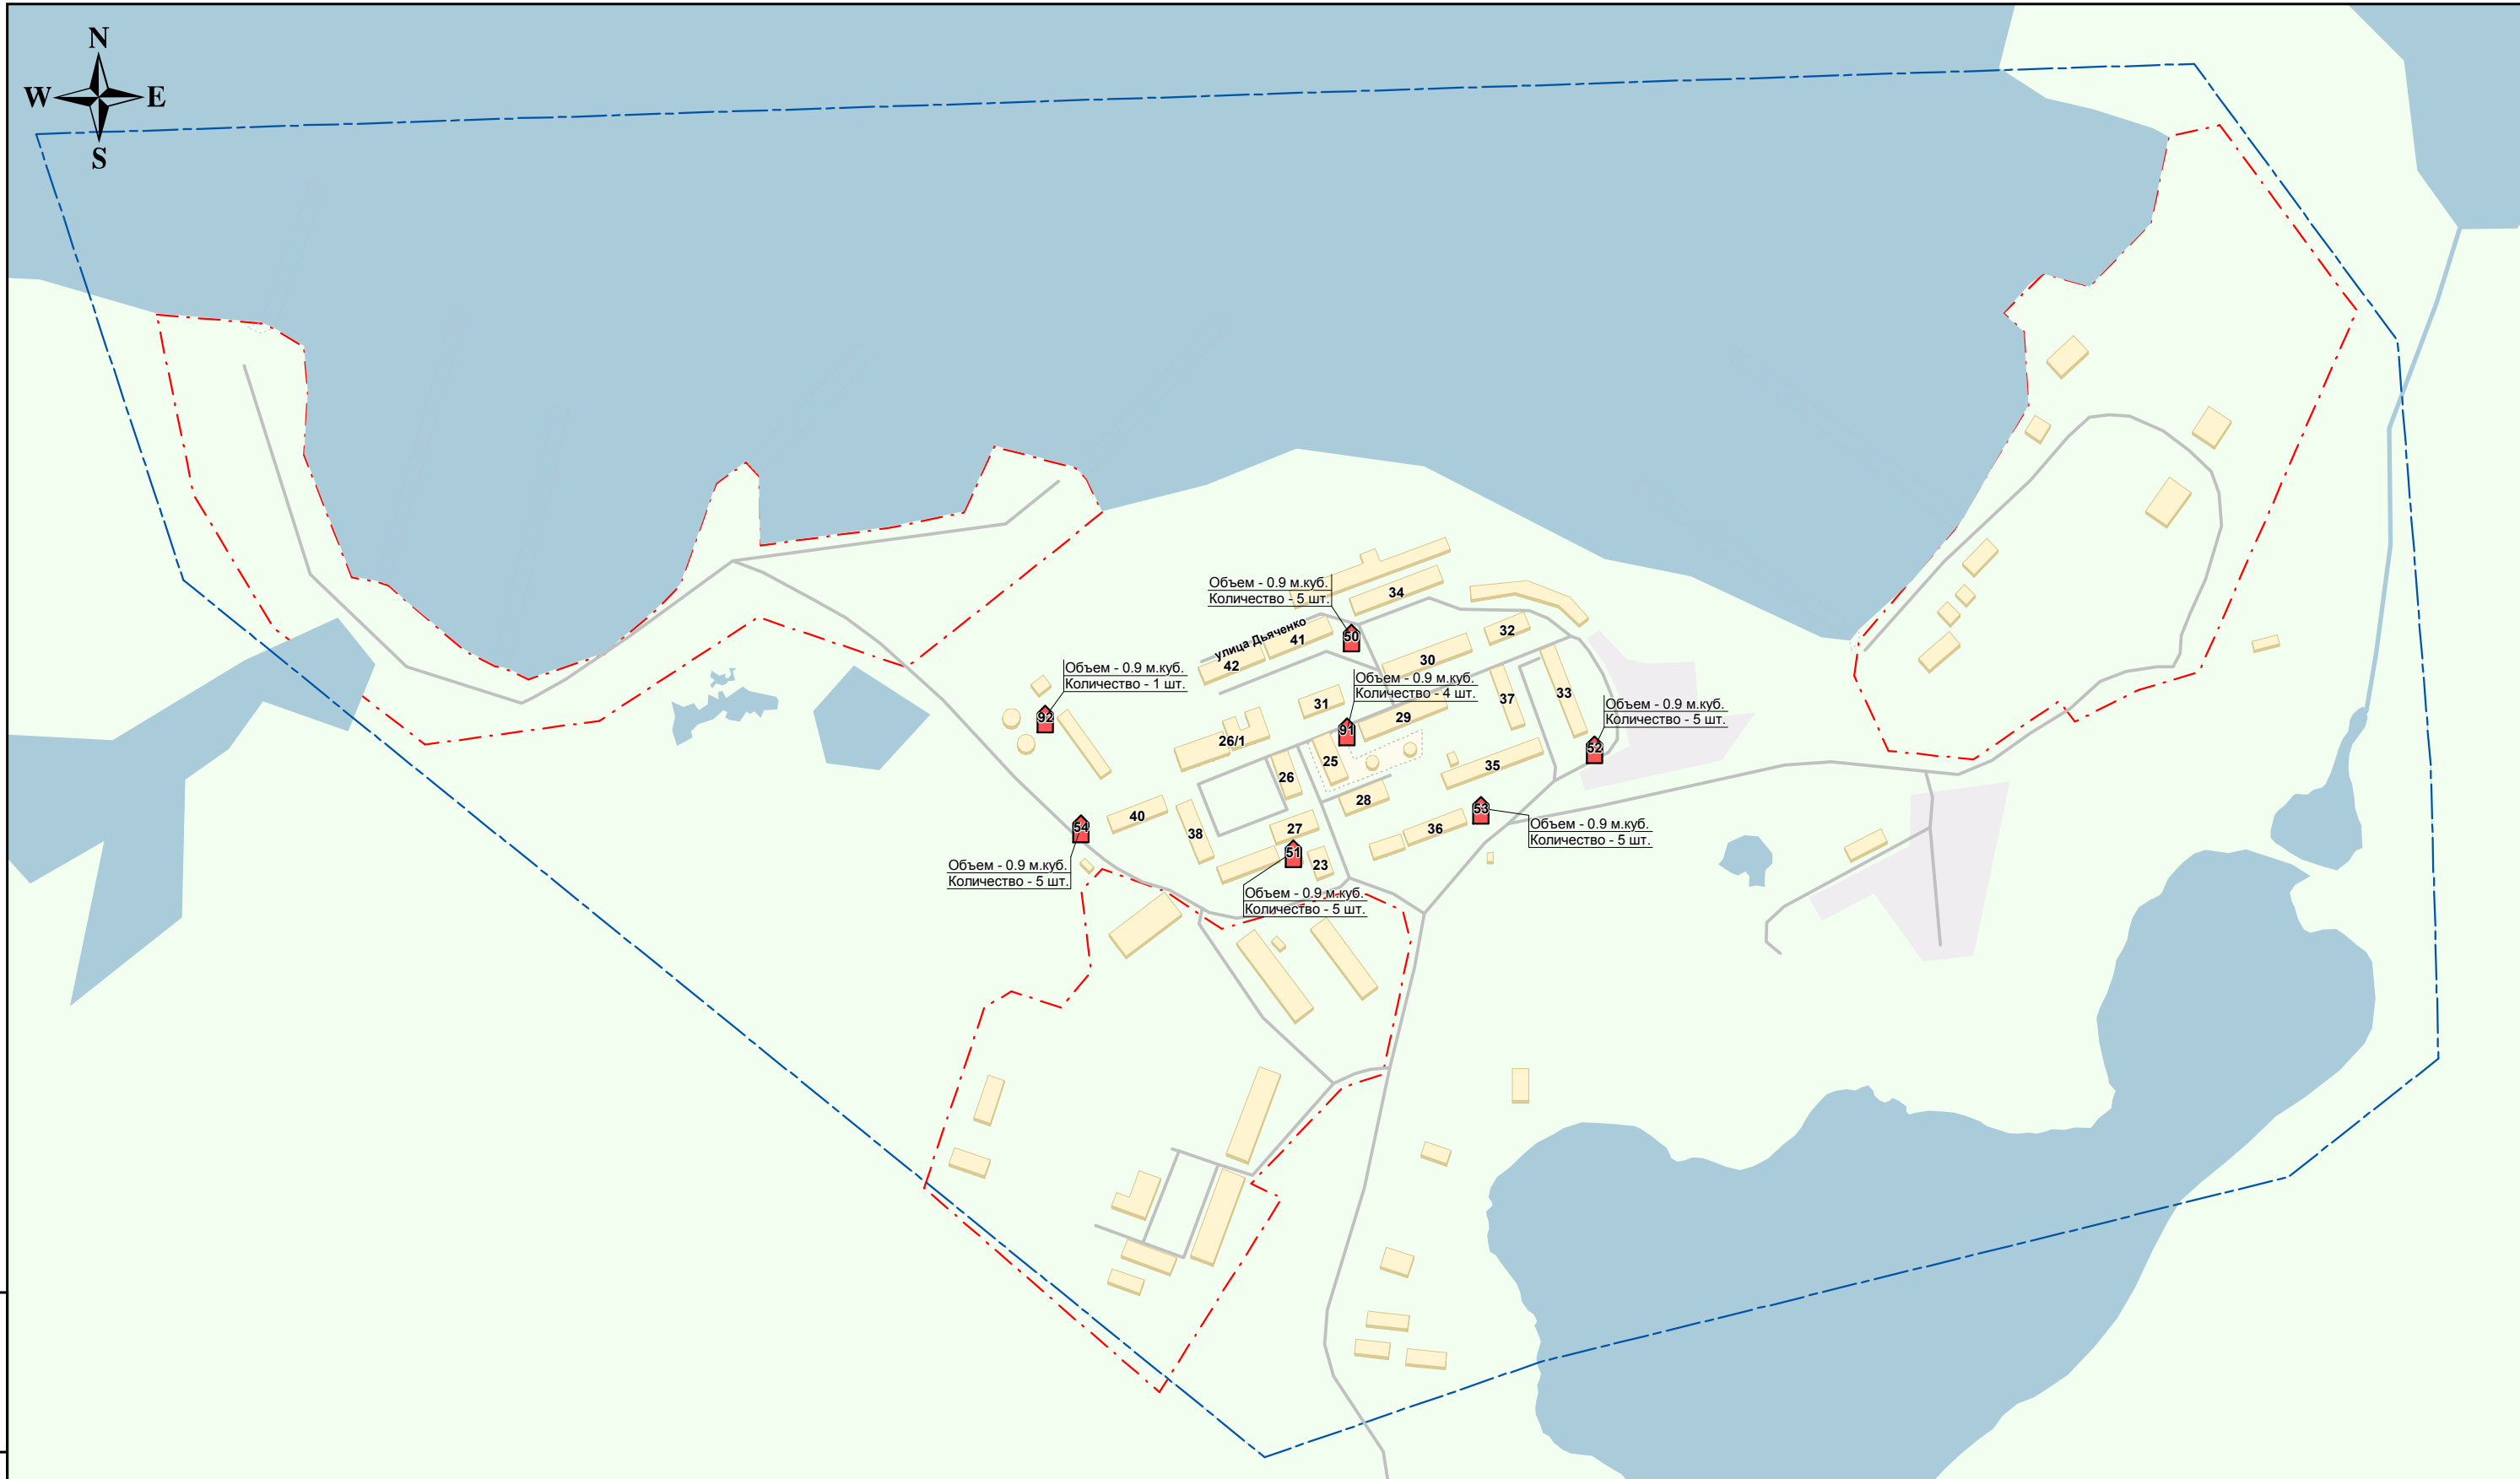 N
W E
S
Объем - 0.9 м.куб.
Количество - 5 шт.
34
50
32
улица Дьяченко
41
42
30
Объем - 0.9 м.куб.
Количество - 1 шт.
92
Объем - 0.9 м.куб.
Количество - 4 шт.
31
37
33
29
91
Объем - 0.9 м.куб.
Количество - 5 шт.
26/1
52
25
35
26
28
53
40
38
27
36
54
51
23
Объем - 0.9 м.куб.
Количество - 5 шт.
Объем - 0.9 м.куб.
Количество - 5 шт.
Объем - 0.9 м.куб.
Количество - 5 шт.